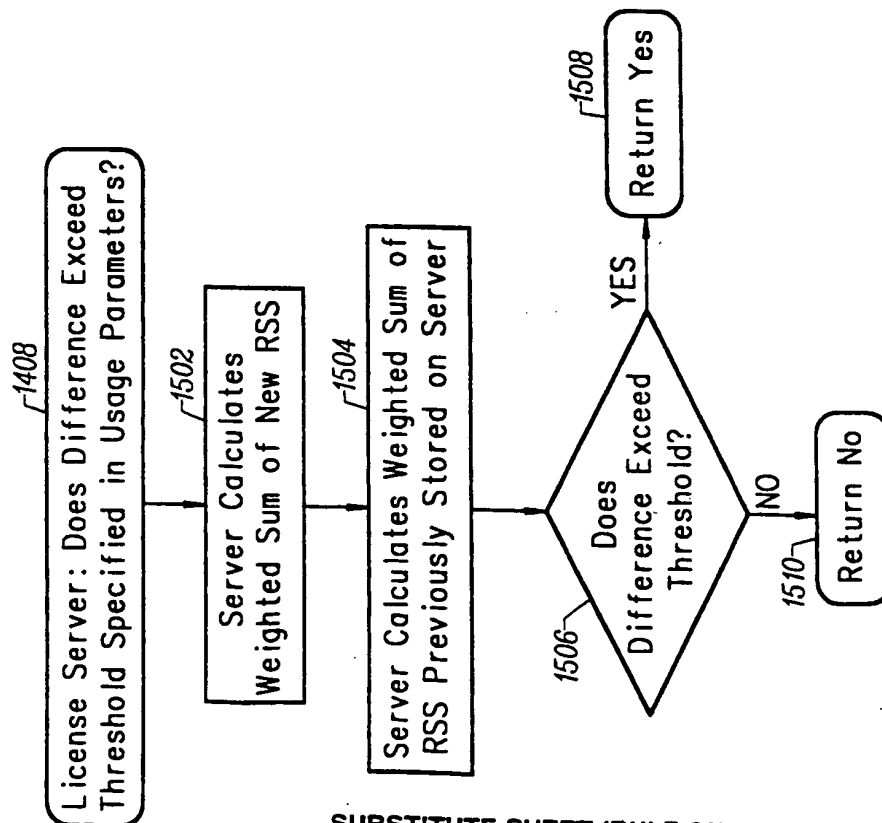 1408
License Server: Does Difference Exceed
Threshold Specified in Usage Parameters?
1502
Server Calculates
Weighted Sum of New RSS
1504
Server Calculates Weighted Sum of
RSS Previously Stored on Server
1506
Does
Difference Exceed
Threshold?
YES
1508
Return Yes
NO
1510
Return No
SUBSTITUTE SHEET